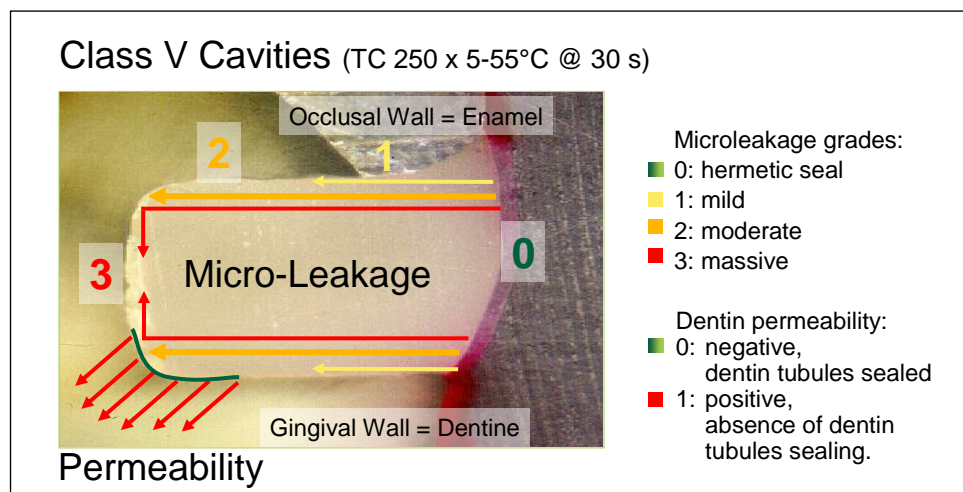 Class V Cavities (TC 250 x 5-55°C @ 30 s)
Occlusal Wall = Enamel
2
1
3
Micro-Leakage
0
Gingival Wall = Dentine
Permeability
Microleakage grades:
0: hermetic seal
1: mild
2: moderate
3: massive
Dentin permeability:
0: negative,
dentin tubules sealed
1: positive,
absence of dentin
tubules sealing.